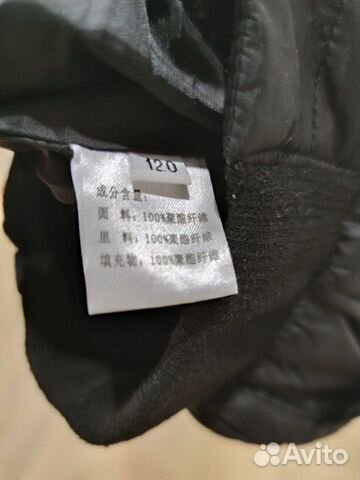 120
成分含量:
面　料: 100%聚酯纤维
里　料: 100%聚酯纤维
填充物: 100%聚酯纤维
Avito